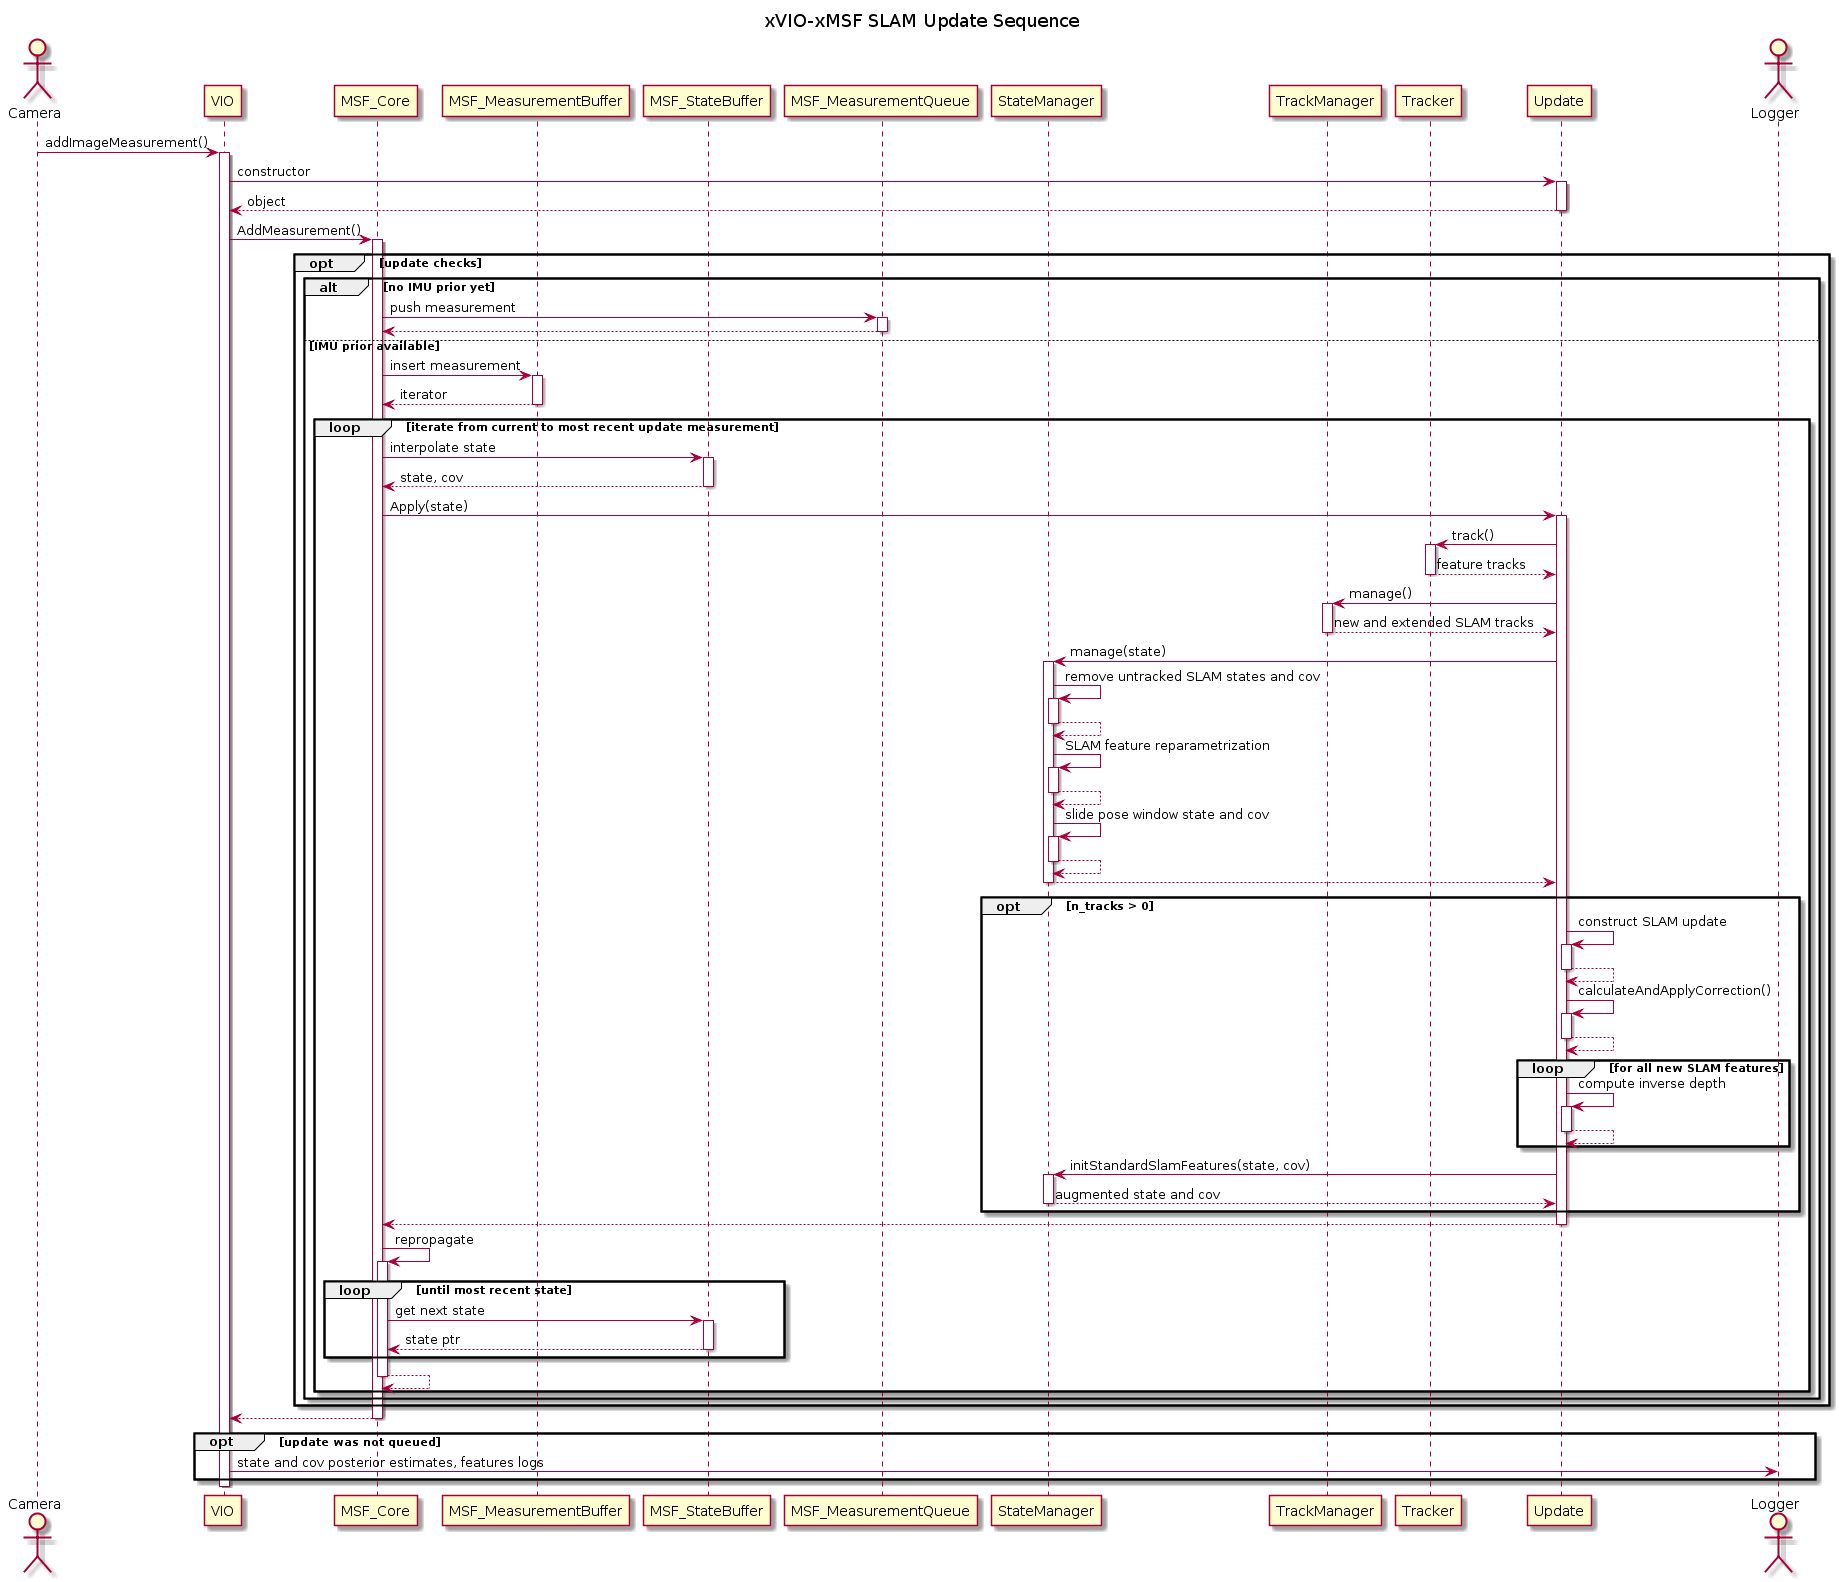 xVIO-xMSF SLAM Update Sequence
Camera
VIO
MSF_Core
MSF_MeasurementBuffer
MSF_StateBuffer
MSF_MeasurementQueue
StateManager
TrackManager
Tracker
Update
Logger
addImageMeasurement()
constructor
object
AddMeasurement()
opt [update checks]
alt [no IMU prior yet]
push measurement
[IMU prior available]
insert measurement
iterator
loop [iterate from current to most recent update measurement]
interpolate state
state, cov
Apply(state)
track()
feature tracks
manage()
new and extended SLAM tracks
manage(state)
remove untracked SLAM states and cov
SLAM feature reparametrization
slide pose window state and cov
opt [n_tracks > 0]
construct SLAM update
calculateAndApplyCorrection()
loop [for all new SLAM features]
compute inverse depth
initStandardSlamFeatures(state, cov)
augmented state and cov
repropagate
loop [until most recent state]
get next state
state ptr
opt [update was not queued]
state and cov posterior estimates, features logs
Camera
VIO
MSF_Core
MSF_MeasurementBuffer
MSF_StateBuffer
MSF_MeasurementQueue
StateManager
TrackManager
Tracker
Update
Logger